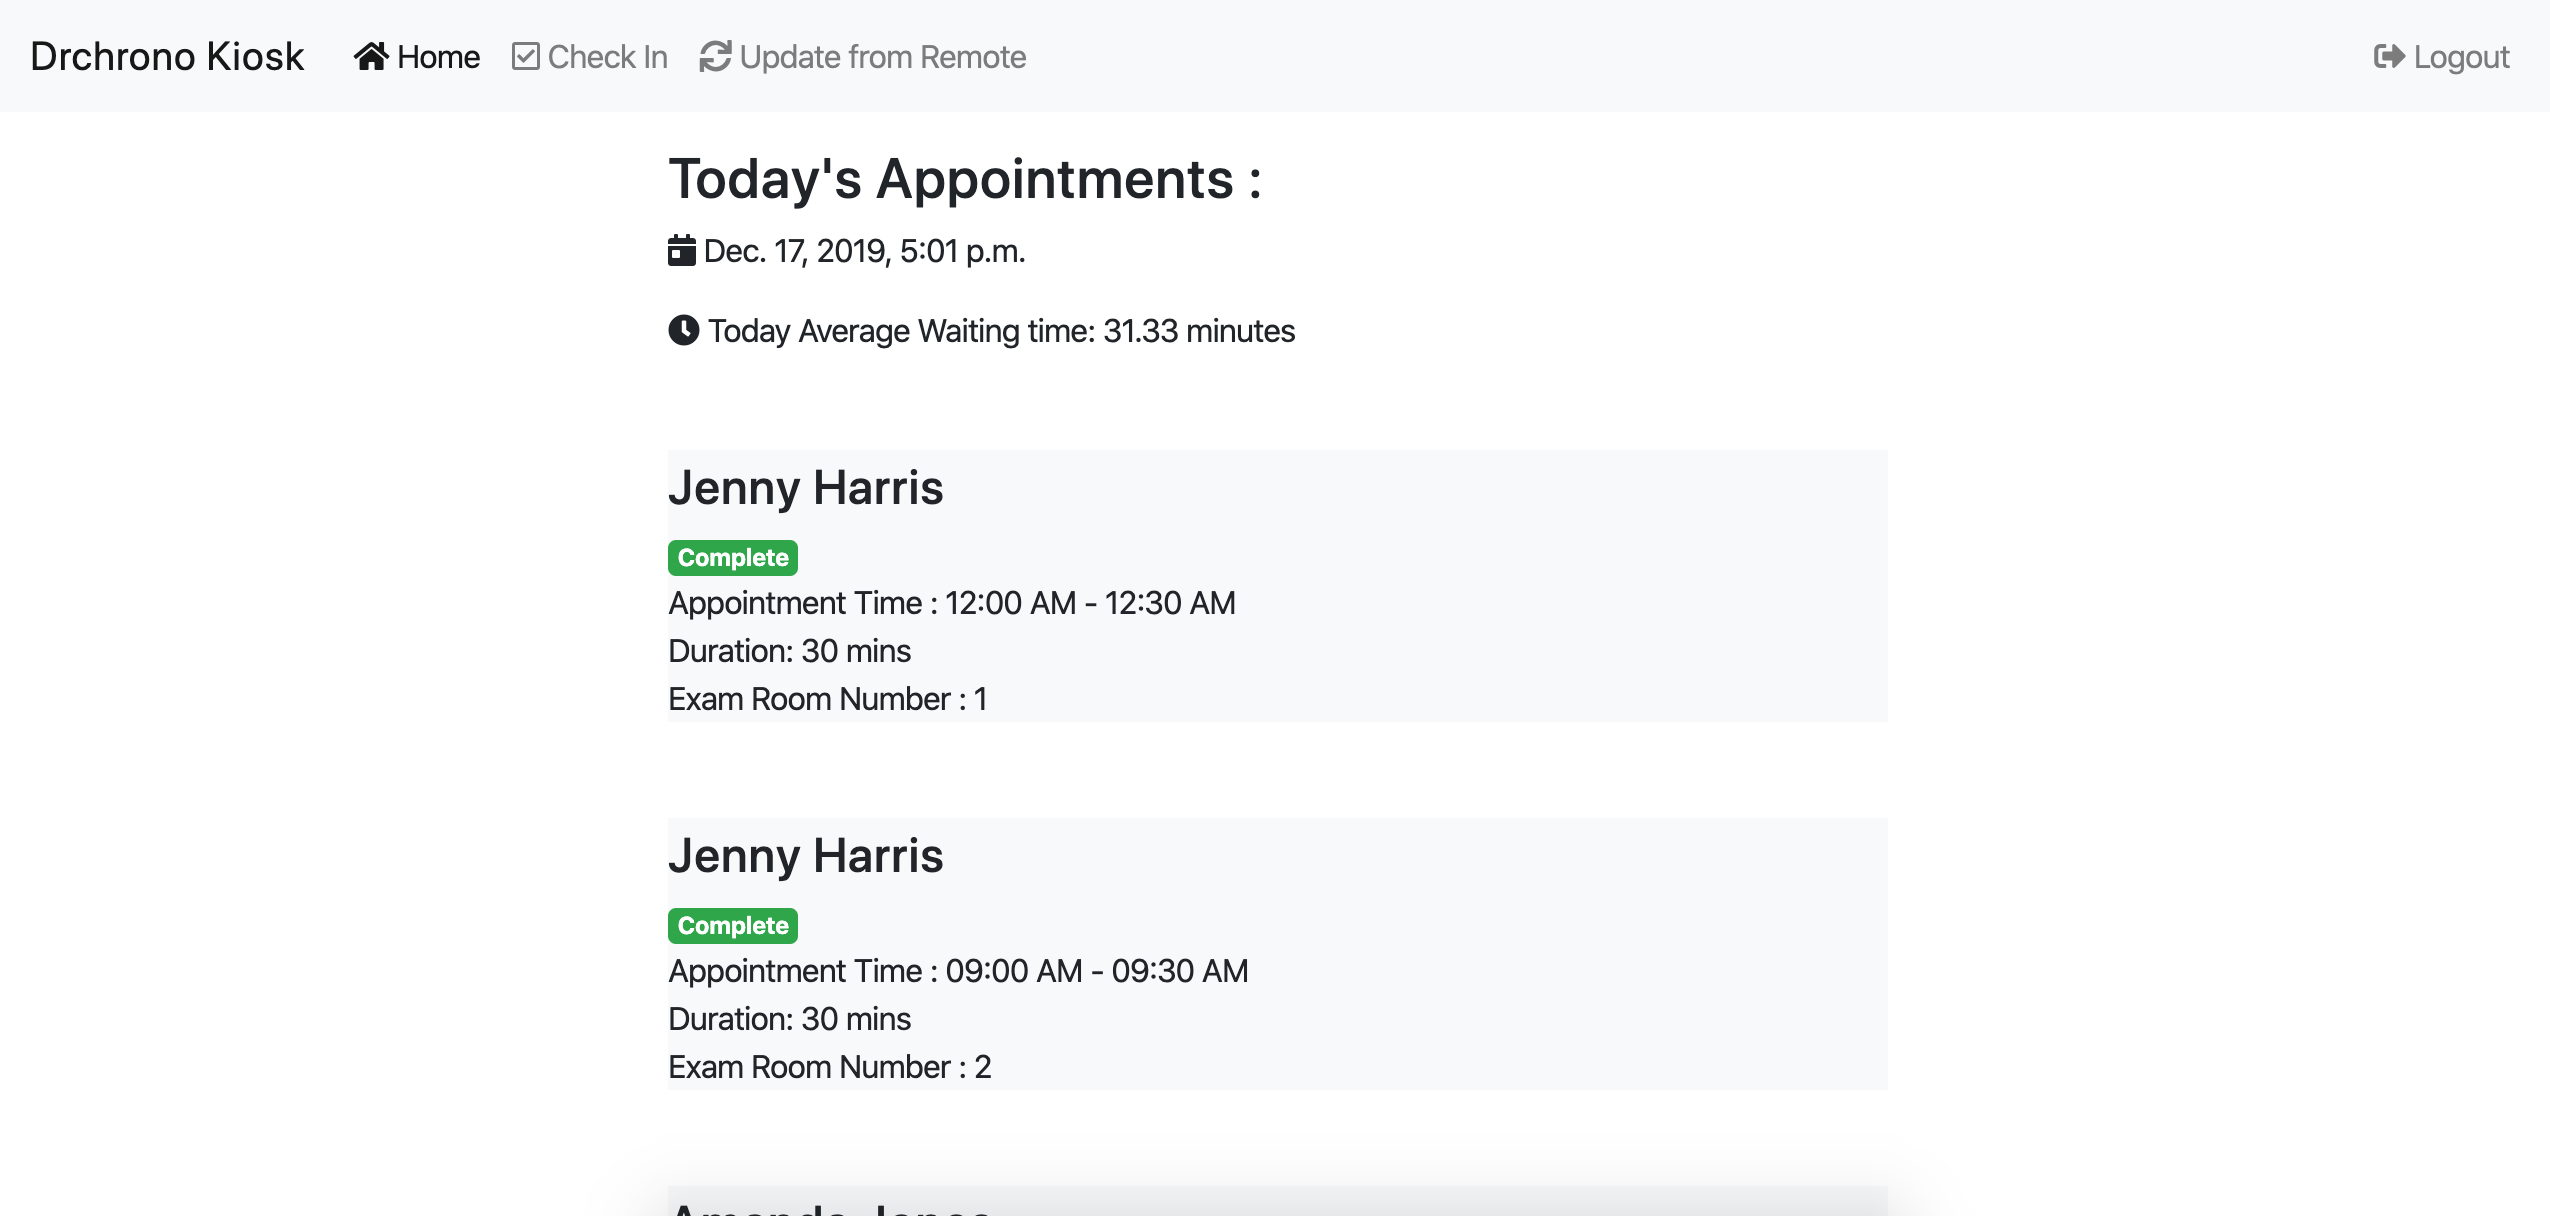 Drchrono Kiosk Home Check In Update from Remote Logout
Today's Appointments :
Dec. 17, 2019, 5:01 p.m.
Today Average Waiting time: 31.33 minutes
Jenny Harris
Complete
Appointment Time : 12:00 AM - 12:30 AM
Duration: 30 mins
Exam Room Number : 1
Jenny Harris
Complete
Appointment Time : 09:00 AM - 09:30 AM
Duration: 30 mins
Exam Room Number : 2